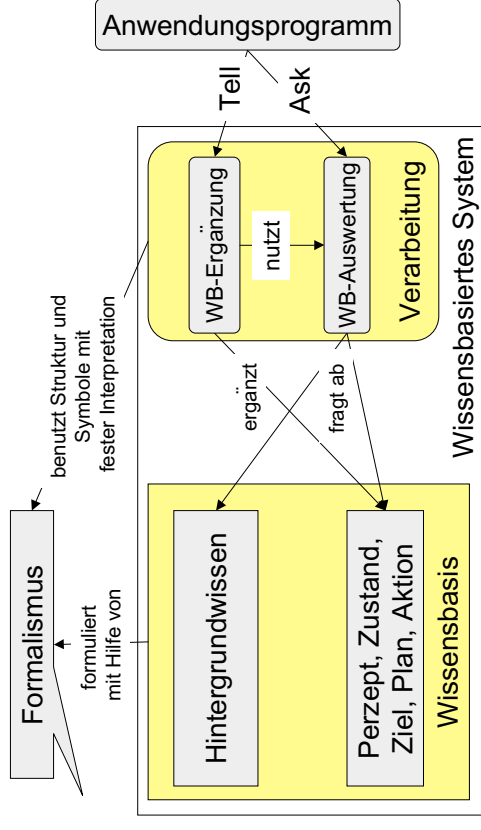 Formalismus
formuliert
mit Hilfe von
benutzt Struktur und
Symbole mit
fester Interpretation
Anwendungsprogramm
Tell
Ask
Hintergrundwissen
Perzept, Zustand,
Ziel, Plan, Aktion
Wissensbasis
ergänzt
fragt ab
WB-Ergänzung
nutzt
WB-Auswertung
Verarbeitung
Wissensbasiertes System